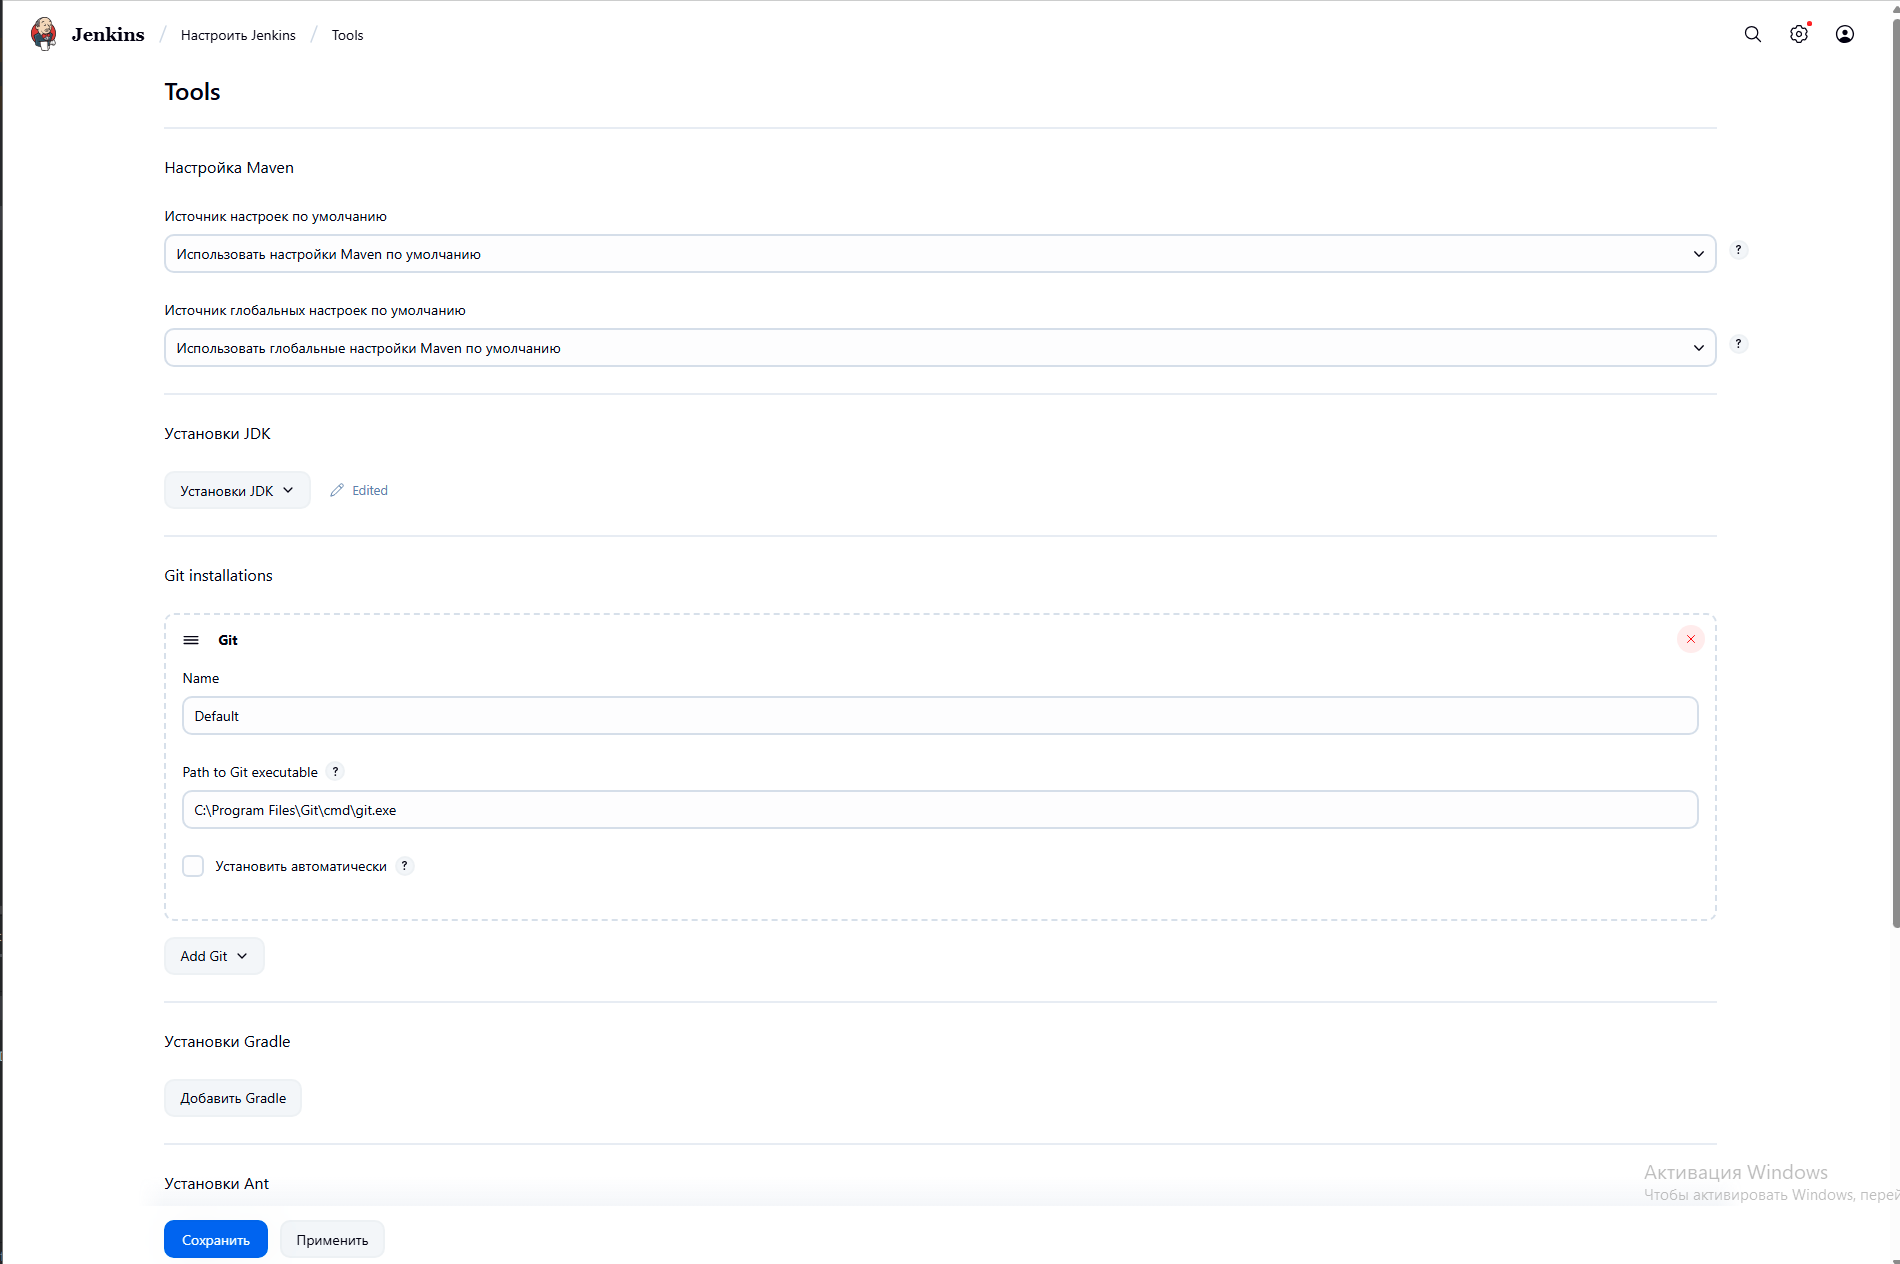 Jenkins / Настроить Jenkins / Tools
Tools
Настройка Maven
Источник настроек по умолчанию
Использовать настройки Maven по умолчанию
?
Источник глобальных настроек по умолчанию
Использовать глобальные настройки Maven по умолчанию
?
Установки JDK
Установки JDK
Edited
Git installations
Git
Name
Default
Path to Git executable ?
C:\Program Files\Git\cmd\git.exe
Установить автоматически ?
Add Git
Установки Gradle
Добавить Gradle
Установки Ant
Активация Windows
Чтобы активировать Windows, перей
Сохранить
Применить